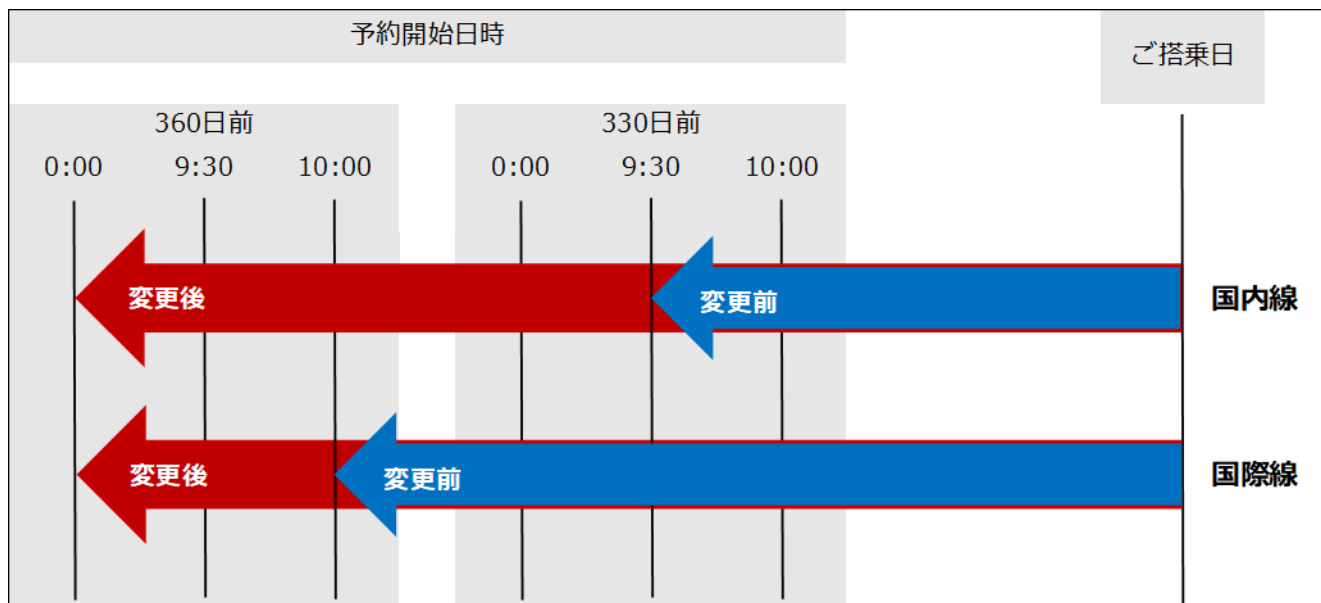 予約開始日時
ご搭乗日
360日前
330日前
0:00 9:30 10:00 0:00 9:30 10:00
変更後 変更前 国内線
変更後 変更前 国際線